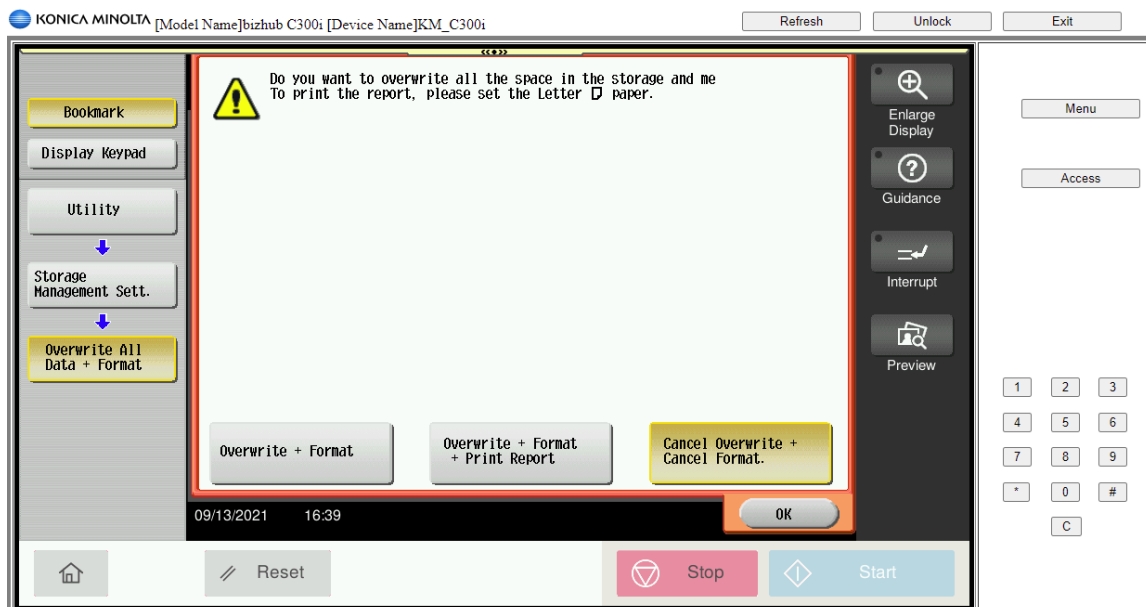 KONICA MINOLTA [Model Name]bizhub C300i [Device Name]KM_C300i
Refresh
Unlock
Exit
Bookmark
Display Keypad
Utility
Storage
Management Sett.
Overwrite All
Data + Format
Do you want to overwrite all the space in the storage and me
To print the report, please set the Letter paper.
Overwrite + Format
Overwrite + Format
+ Print Report
Cancel Overwrite +
Cancel Format.
09/13/2021 16:39
OK
Enlarge
Display
Guidance
Interrupt
Preview
Reset
Stop
Start
Menu
Access
1 2 3
4 5 6
7 8 9
* 0 #
C